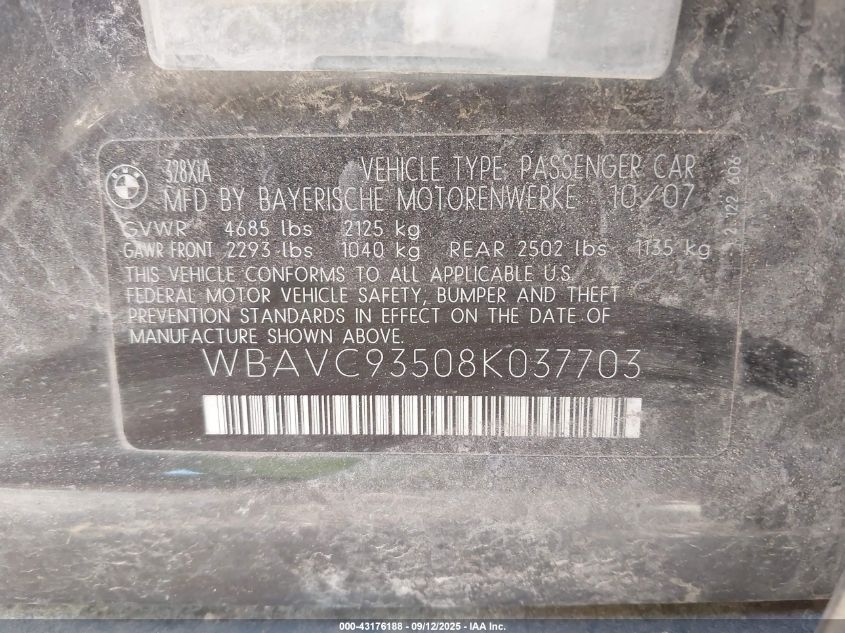 BMW
328XiA
VEHICLE TYPE: PASSENGER CAR
MFD BY BAYERISCHE MOTORENWERKE 10/07
GVWR 4685 lbs 2125 kg
GAWR FRONT 2293 lbs 1040 kg REAR 2502 lbs 1135 kg
THIS VEHICLE CONFORMS TO ALL APPLICABLE U.S.
FEDERAL MOTOR VEHICLE SAFETY, BUMPER AND THEFT
PREVENTION STANDARDS IN EFFECT ON THE DATE OF
MANUFACTURE SHOWN ABOVE.
WBAVC93508K037703
122 606
000-43176188 - 09/12/2025 - IAA Inc.